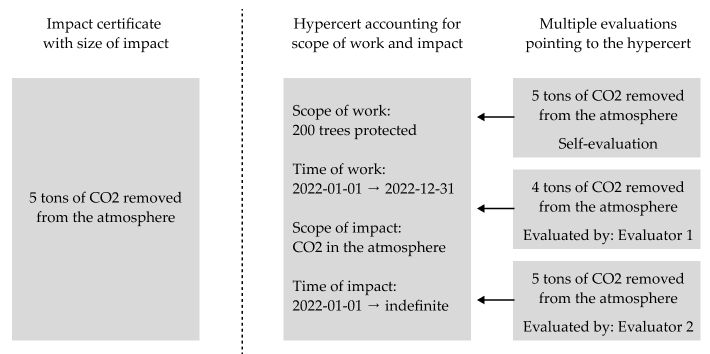 Impact certificate
with size of impact
Hypercert accounting for
scope of work and impact
Multiple evaluations
pointing to the hypercert
5 tons of CO2 removed
from the atmosphere
Scope of work:
200 trees protected
Time of work:
2022-01-01 → 2022-12-31
Scope of impact:
CO2 in the atmosphere
Time of impact:
2022-01-01 → indefinite
5 tons of CO2 removed
from the atmosphere
Self-evaluation
4 tons of CO2 removed
from the atmosphere
Evaluated by: Evaluator 1
5 tons of CO2 removed
from the atmosphere
Evaluated by: Evaluator 2